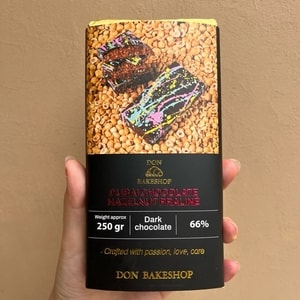 DON
BAKESHOP
DUBAI CHOCOLATE
HAZELNUT PRALINE
Weight approx
250 gr
Dark
chocolate
66%
- Crafted with passion, love, care
DON BAKESHOP